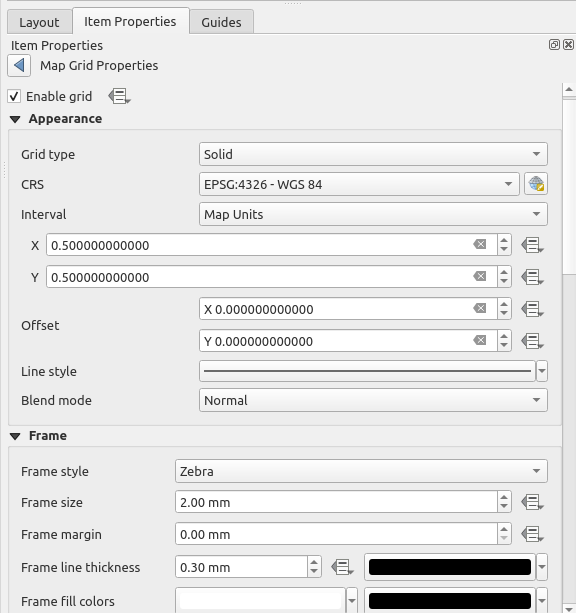 Layout Item Properties Guides
Item Properties
Map Grid Properties
Enable grid
Appearance
Grid type Solid
CRS EPSG:4326 - WGS 84
Interval Map Units
X 0.500000000000
Y 0.500000000000
X 0.000000000000
Offset
Y 0.000000000000
Line style
Blend mode Normal
Frame
Frame style Zebra
Frame size 2.00 mm
Frame margin 0.00 mm
Frame line thickness 0.30 mm
Frame fill colors